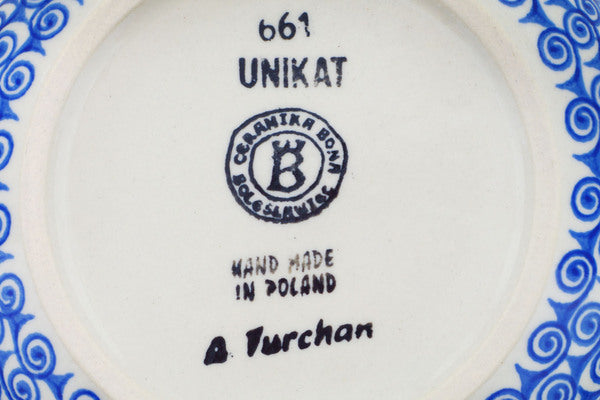 661
UNIKAT
CERAMIKA BONA
B
BOLESŁAWIEC
HAND MADE
IN POLAND
A Turchan